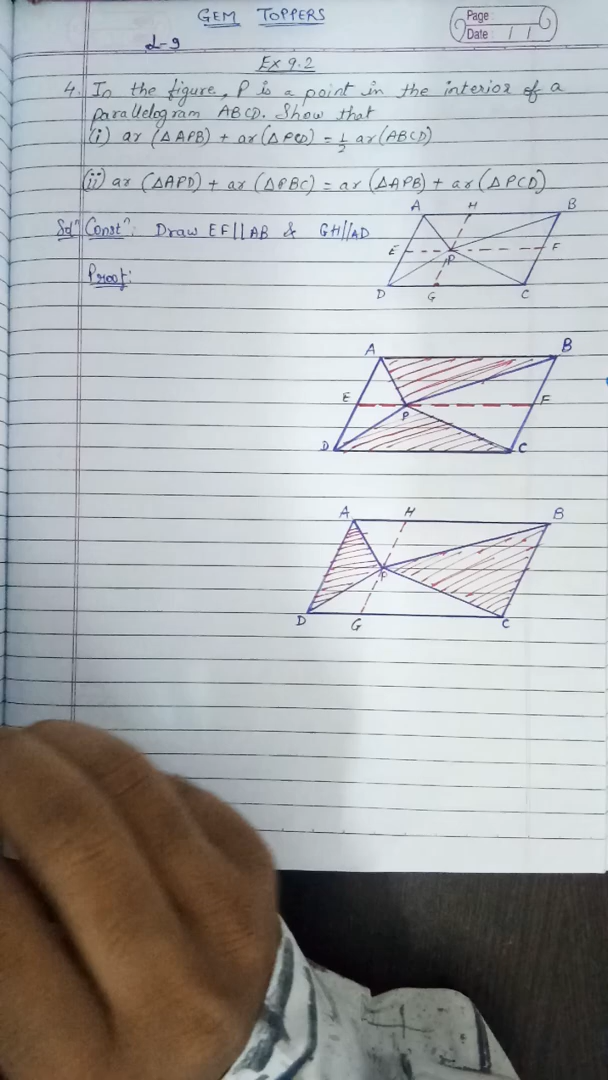 GEM TOPPERS
Page
Date / /
L-9
Ex 9.2
4. In the figure, P is a point in the interior of a
parallelogram ABCD. Show that
(i) ar (△APB) + ar (△PCD) = 1/2 ar (ABCD)
(ii) ar (△APD) + ar (△PBC) = ar (△APB) + ar (△PCD)
A H B
Solⁿ Constⁿ: Draw EF||AB & GH||AD
E P F
Proof:
D G C
A B
E P F
D C
A H B
P
D G C